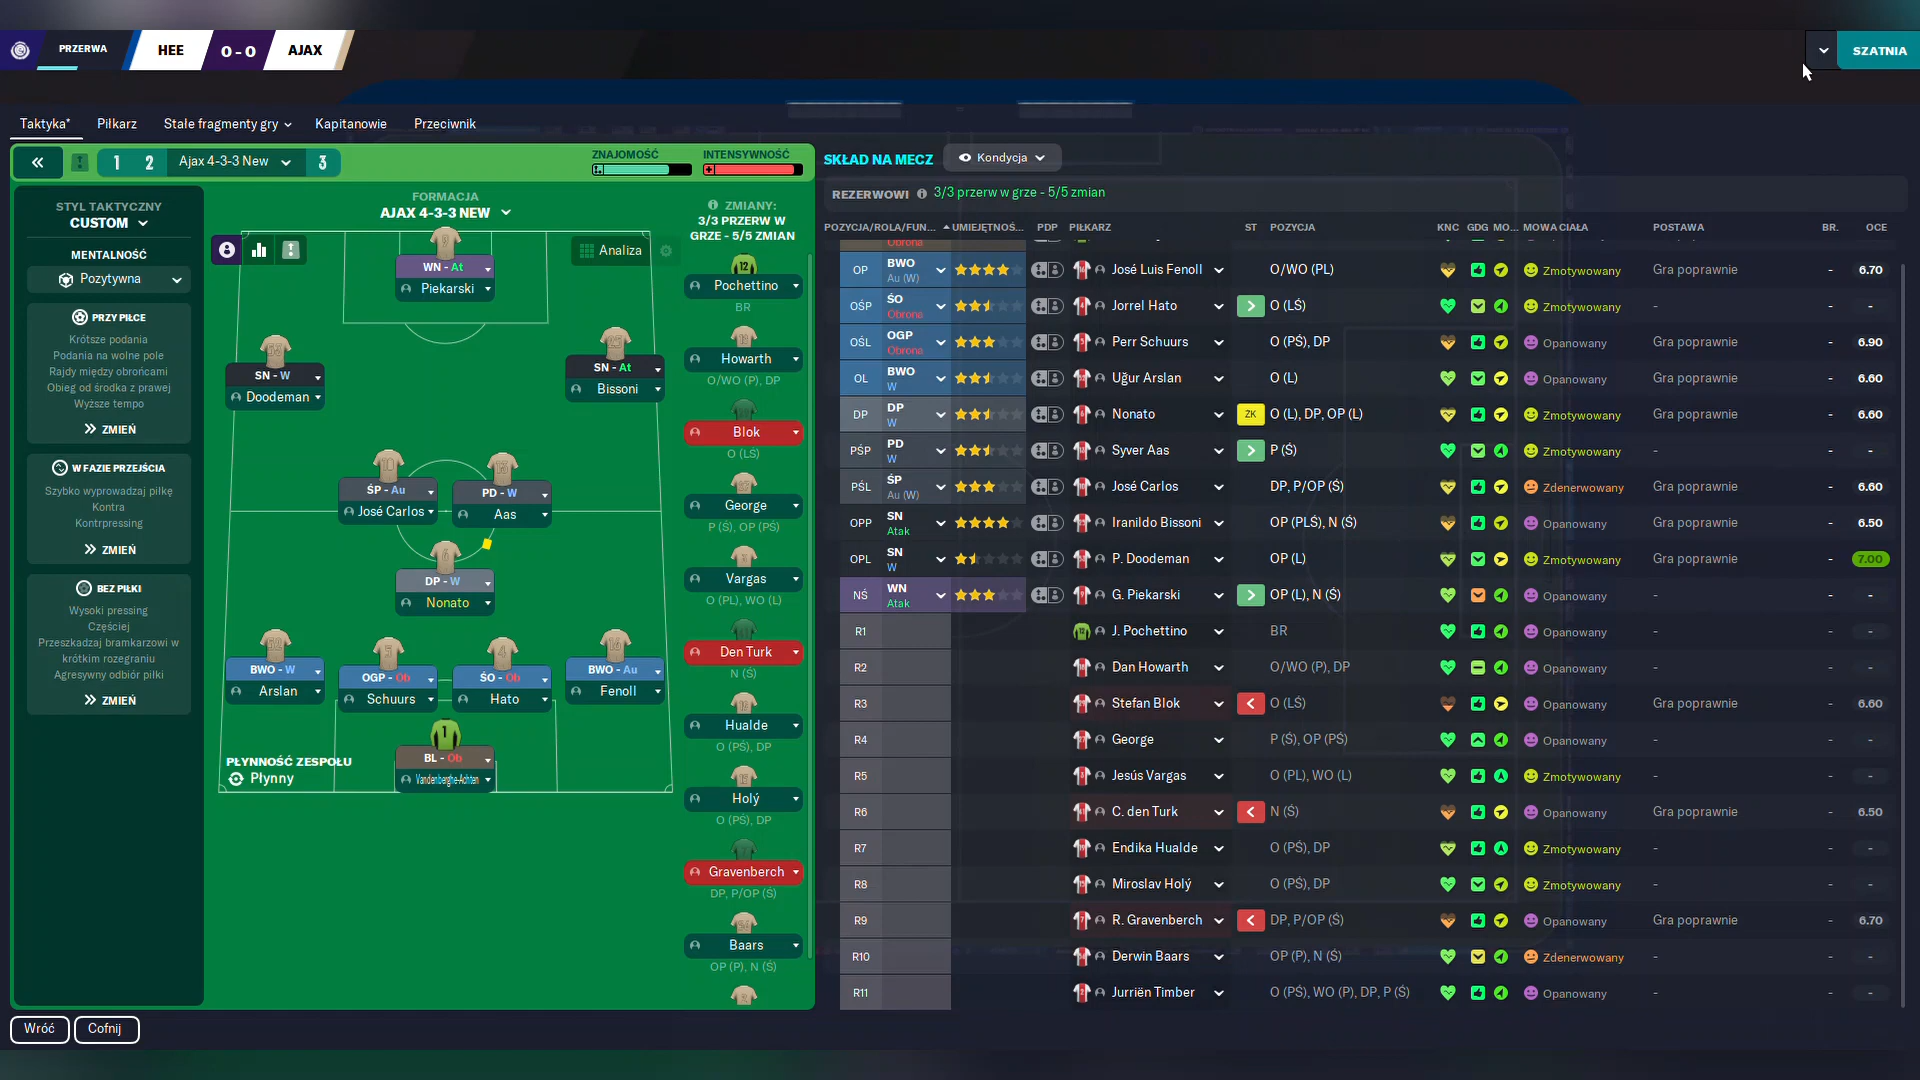 PRZERWA
HEE
0 - 0
AJAX
SZATNIA
Taktyka*
Piłkarz
Stałe fragmenty gry
Kapitanowie
Przeciwnik
1
2
Ajax 4-3-3 New
3
ZNAJOMOŚĆ
INTENSYWNOŚĆ
STYL TAKTYCZNY
CUSTOM
MENTALNOŚĆ
Pozytywna
PRZY PIŁCE
Krótsze podania
Podania na wolne pole
Rajdy między obrońcami
Obieg od środka z prawej
Wyższe tempo
ZMIEŃ
W FAZIE PRZEJŚCIA
Szybko wyprowadzaj piłkę
Kontra
Kontrpressing
ZMIEŃ
BEZ PIŁKI
Wysoki pressing
Częściej
Przeszkadzaj bramkarzowi w
krótkim rozegraniu
Agresywny odbiór piłki
ZMIEŃ
FORMACJA
AJAX 4-3-3 NEW
Analiza
WN - At
Piekarski
SN - W
Doodeman
SN - At
Bissoni
ŚP - Au
José Carlos
PD - W
Aas
DP - W
Nonato
BWO - W
Arslan
OGP - Ob
Schuurs
ŚO - Ob
Hato
BWO - Au
Fenoll
1
BL - Ob
Vandenberghe-Achten
PŁYNNOŚĆ ZESPOŁU
Płynny
ZMIANY:
3/3 PRZERW W
GRZE - 5/5 ZMIAN
12
Pochettino
BR
Howarth
O/WO (P), DP
Blok
O (LŚ)
George
P (Ś), OP (PŚ)
Vargas
O (PL), WO (L)
Den Turk
N (Ś)
Hualde
O (PŚ), DP
Holý
O (PŚ), DP
Gravenberch
DP, P/OP (Ś)
Baars
OP (P), N (Ś)
SKŁAD NA MECZ
Kondycja
REZERWOWI
3/3 przerw w grze - 5/5 zmian
POZYCJA/ROLA/FUN... UMIEJĘTNOŚ... PDP PIŁKARZ ST POZYCJA KNC GDG MO... MOWA CIAŁA POSTAWA BR. OCE
Obrona
OP BWO Au (W) José Luis Fenoll O/WO (PL) Zmotywowany Gra poprawnie - 6.70
OŚP ŚO Obrona Jorrel Hato O (LŚ) Zmotywowany - - -
OŚL OGP Obrona Perr Schuurs O (PŚ), DP Opanowany Gra poprawnie - 6.90
OL BWO W Uğur Arslan O (L) Opanowany Gra poprawnie - 6.60
DP DP W Nonato ŻK O (L), DP, OP (L) Zmotywowany Gra poprawnie - 6.60
PŚP PD W Syver Aas P (Ś) Zmotywowany - - -
PŚL ŚP Au (W) José Carlos DP, P/OP (Ś) Zdenerwowany Gra poprawnie - 6.60
OPP SN Atak Iranildo Bissoni OP (PLŚ), N (Ś) Opanowany Gra poprawnie - 6.50
OPL SN W P. Doodeman OP (L) Zmotywowany Gra poprawnie - 7.00
NŚ WN Atak G. Piekarski OP (L), N (Ś) Opanowany - - -
R1 J. Pochettino BR Opanowany - - -
R2 Dan Howarth O/WO (P), DP Opanowany - - -
R3 Stefan Blok O (LŚ) Opanowany Gra poprawnie - 6.60
R4 George P (Ś), OP (PŚ) Opanowany - - -
R5 Jesús Vargas O (PL), WO (L) Zmotywowany - - -
R6 C. den Turk N (Ś) Opanowany Gra poprawnie - 6.50
R7 Endika Hualde O (PŚ), DP Zmotywowany - - -
R8 Miroslav Holý O (PŚ), DP Zmotywowany - - -
R9 R. Gravenberch DP, P/OP (Ś) Opanowany Gra poprawnie - 6.70
R10 Derwin Baars OP (P), N (Ś) Zdenerwowany - - -
R11 Jurriën Timber O (PŚ), WO (P), DP, P (Ś) Opanowany - - -
Wróć
Cofnij